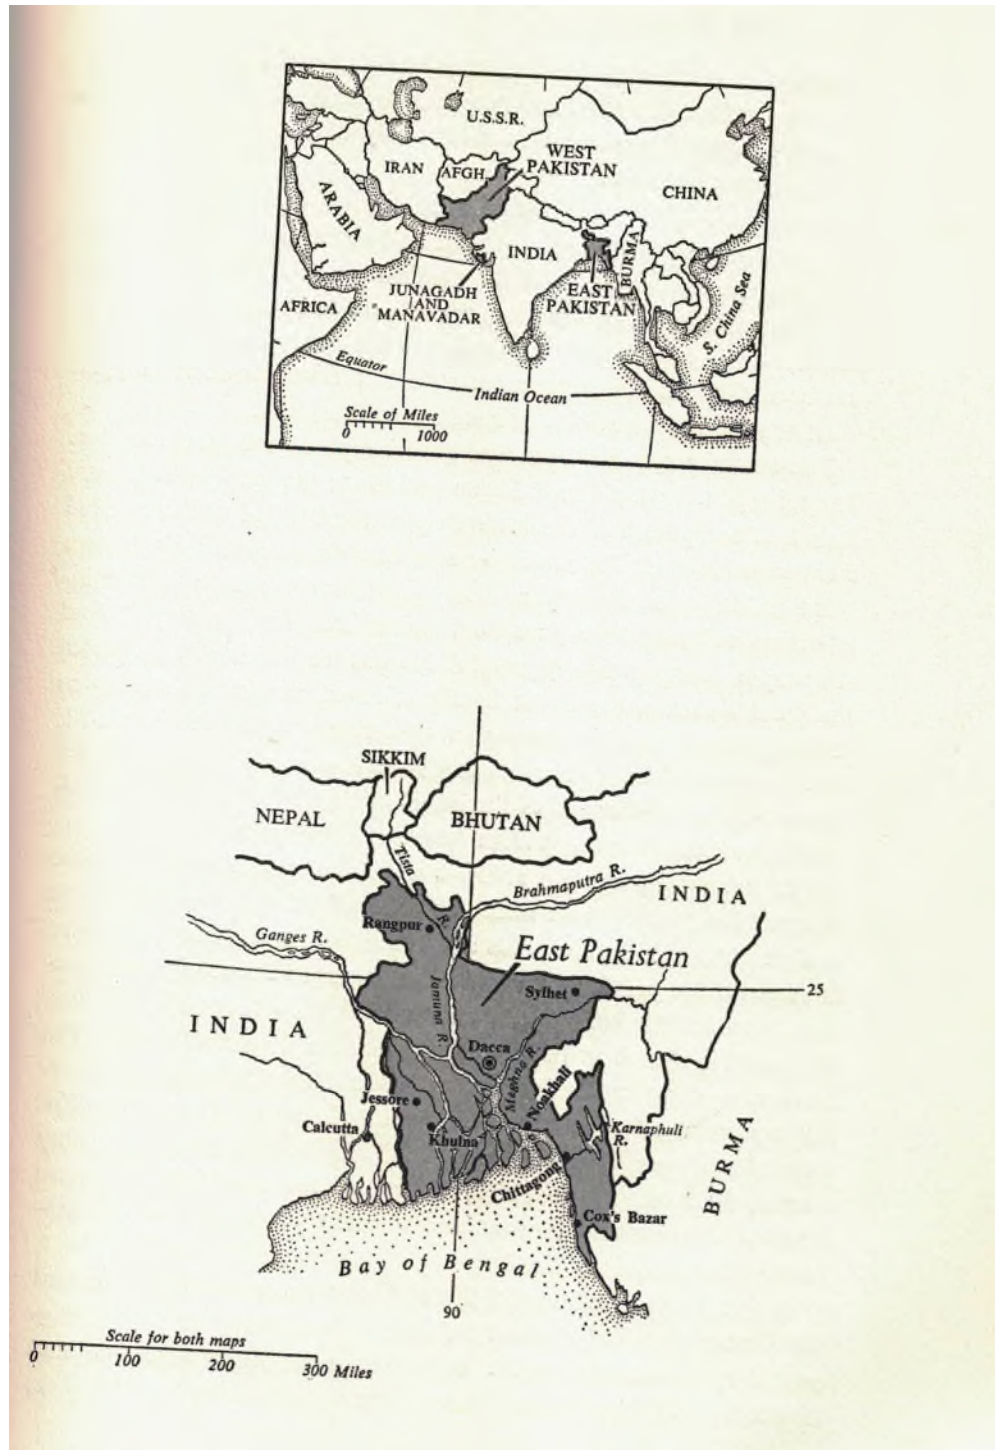 U.S.S.R.
WEST
PAKISTAN
IRAN
AFGH.
CHINA
ARABIA
INDIA
BURMA
JUNAGADH
AND
MANAVADAR
EAST
PAKISTAN
AFRICA
S. China Sea
Equator
Indian Ocean
Scale of Miles
0 1000
SIKKIM
NEPAL
BHUTAN
Tista R.
Brahmaputra R.
INDIA
Rangpur
Ganges R.
East Pakistan
Sylhet
25
Jamuna R.
INDIA
Dacca
Meghna R.
Noakhali
Jessore
Calcutta
Khulna
Karnaphuli
R.
Chittagong
BURMA
Cox's Bazar
Bay of Bengal
90
Scale for both maps
0 100 200 300 Miles